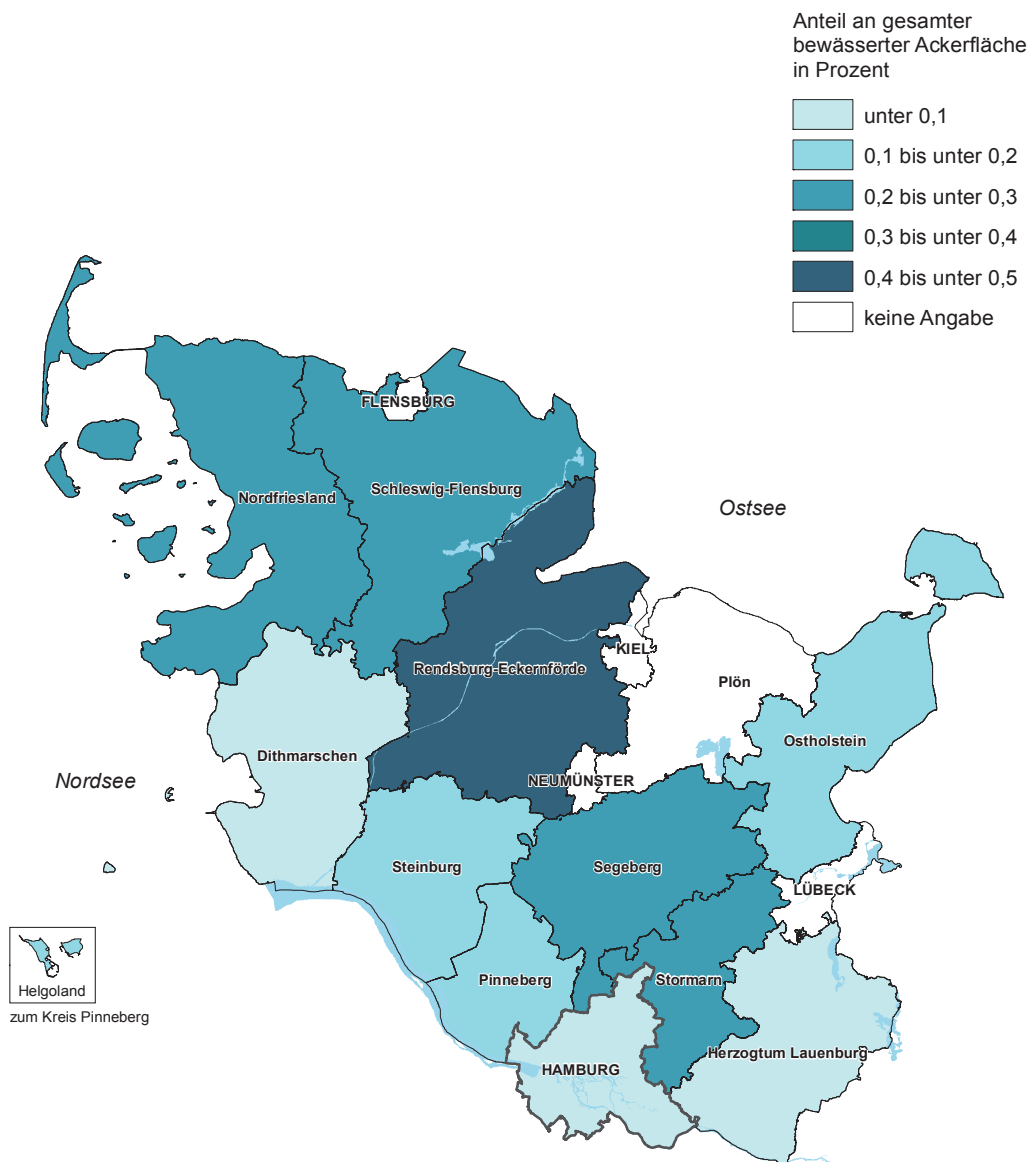 Anteil an gesamter
bewässerter Ackerfläche
in Prozent
unter 0,1
0,1 bis unter 0,2
0,2 bis unter 0,3
0,3 bis unter 0,4
0,4 bis unter 0,5
keine Angabe
FLENSBURG
Schleswig-Flensburg
Nordfriesland
Ostsee
KIEL
Rendsburg-Eckernförde
Plön
Ostholstein
Dithmarschen
Nordsee
NEUMÜNSTER
Steinburg
Segeberg
LÜBECK
Pinneberg
Stormarn
Helgoland
zum Kreis Pinneberg
Herzogtum Lauenburg
HAMBURG